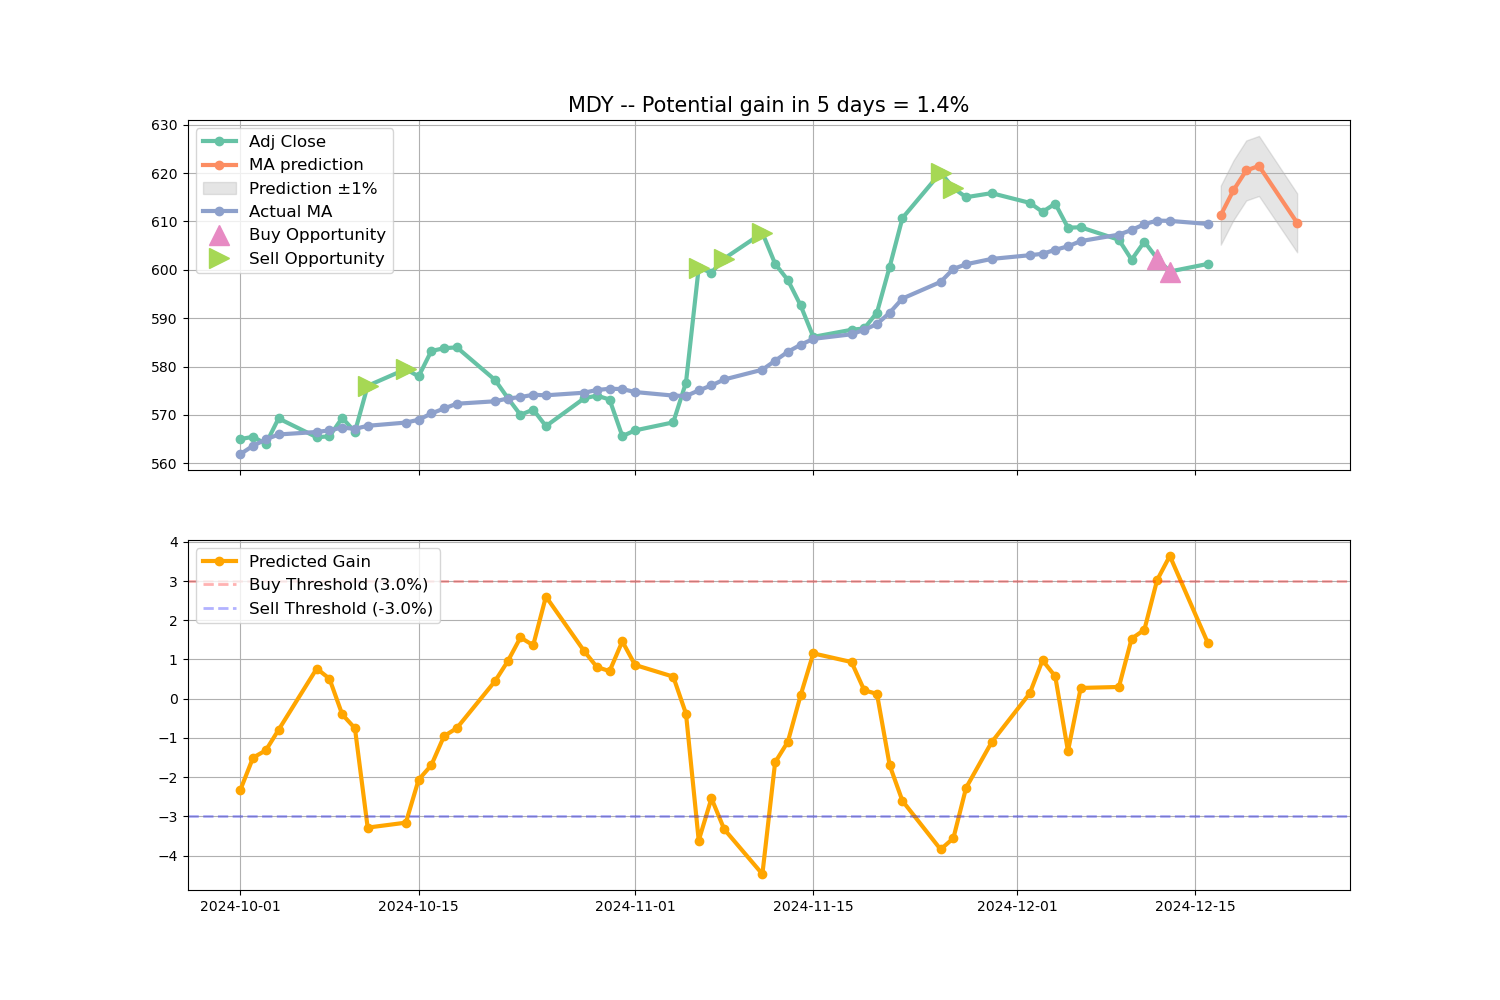 MDY -- Potential gain in 5 days = 1.4%
630
620
610
600
590
580
570
560
Adj Close
MA prediction
Prediction ±1%
Actual MA
Buy Opportunity
Sell Opportunity
4
3
2
1
0
−1
−2
−3
−4
Predicted Gain
Buy Threshold (3.0%)
Sell Threshold (-3.0%)
2024-10-01
2024-10-15
2024-11-01
2024-11-15
2024-12-01
2024-12-15